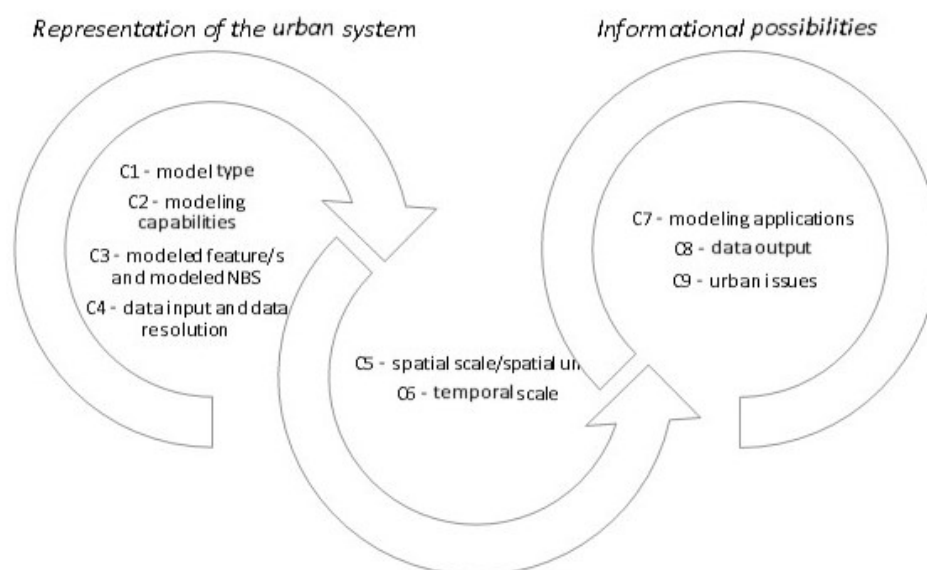 Representation of the urban system
Informational possibilities
C1 - model type
C2 - modeling
capabilities
C3 - modeled feature/s
and modeled NBS
C4 - data input and data
resolution
C5 - spatial scale/spatial
C6 - temporal scale
C7 - modeling applications
C8 - data output
C9 - urban issues